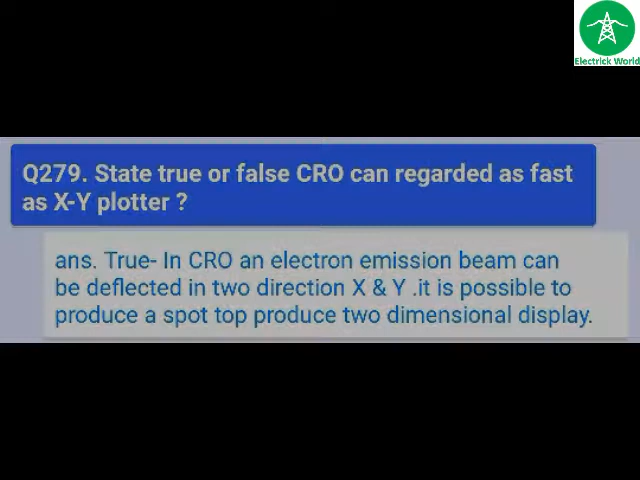 Electrick World
Q279. State true or false CRO can regarded as fast
as X-Y plotter ?
ans. True- In CRO an electron emission beam can
be deflected in two direction X & Y .it is possible to
produce a spot top produce two dimensional display.